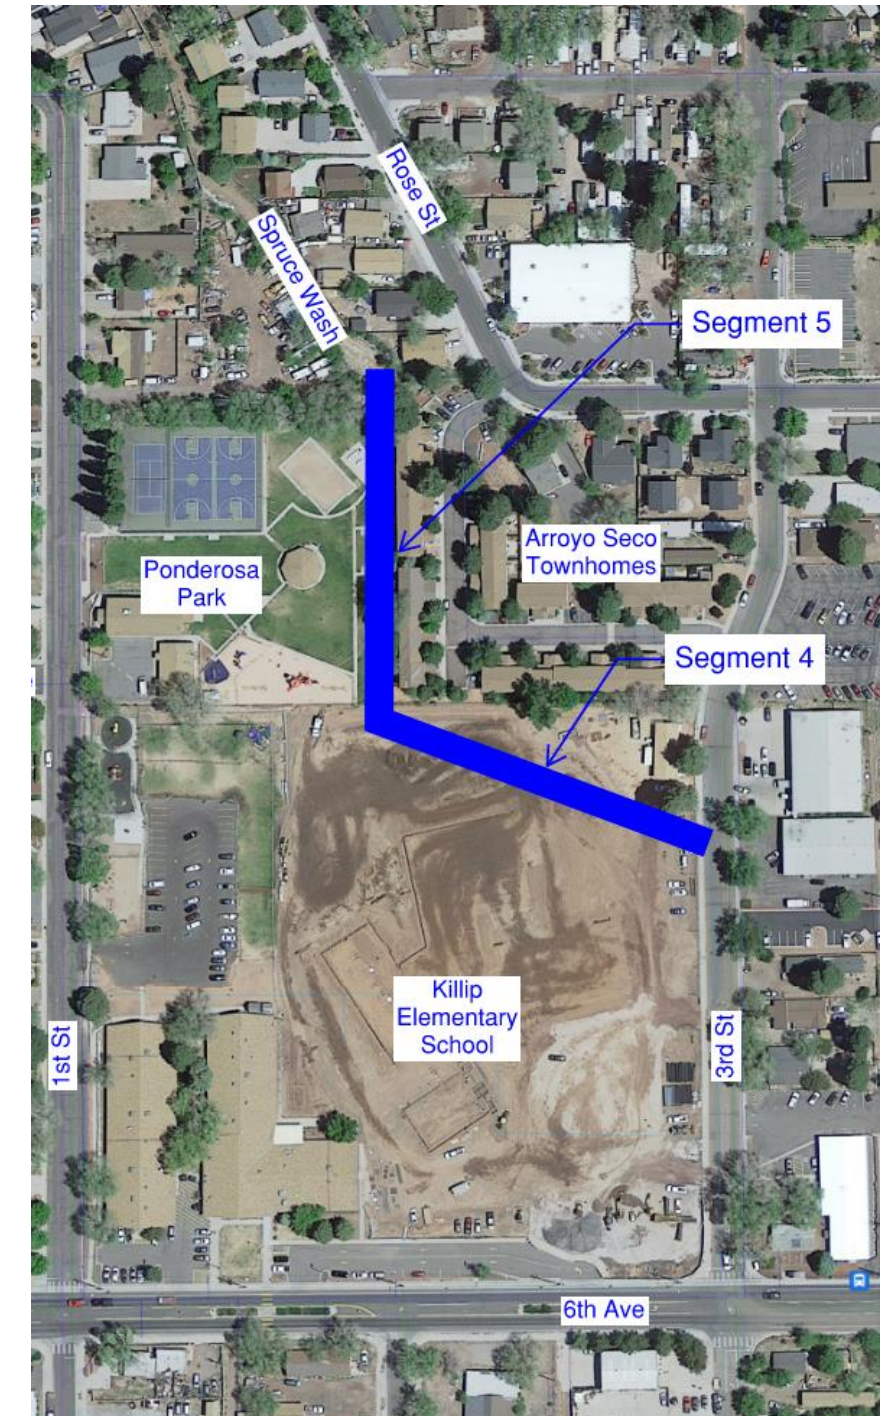 Rose St
Spruce Wash
Segment 5
Arroyo Seco
Townhomes
Ponderosa
Park
Segment 4
Killip
Elementary
School
1st St
3rd St
6th Ave